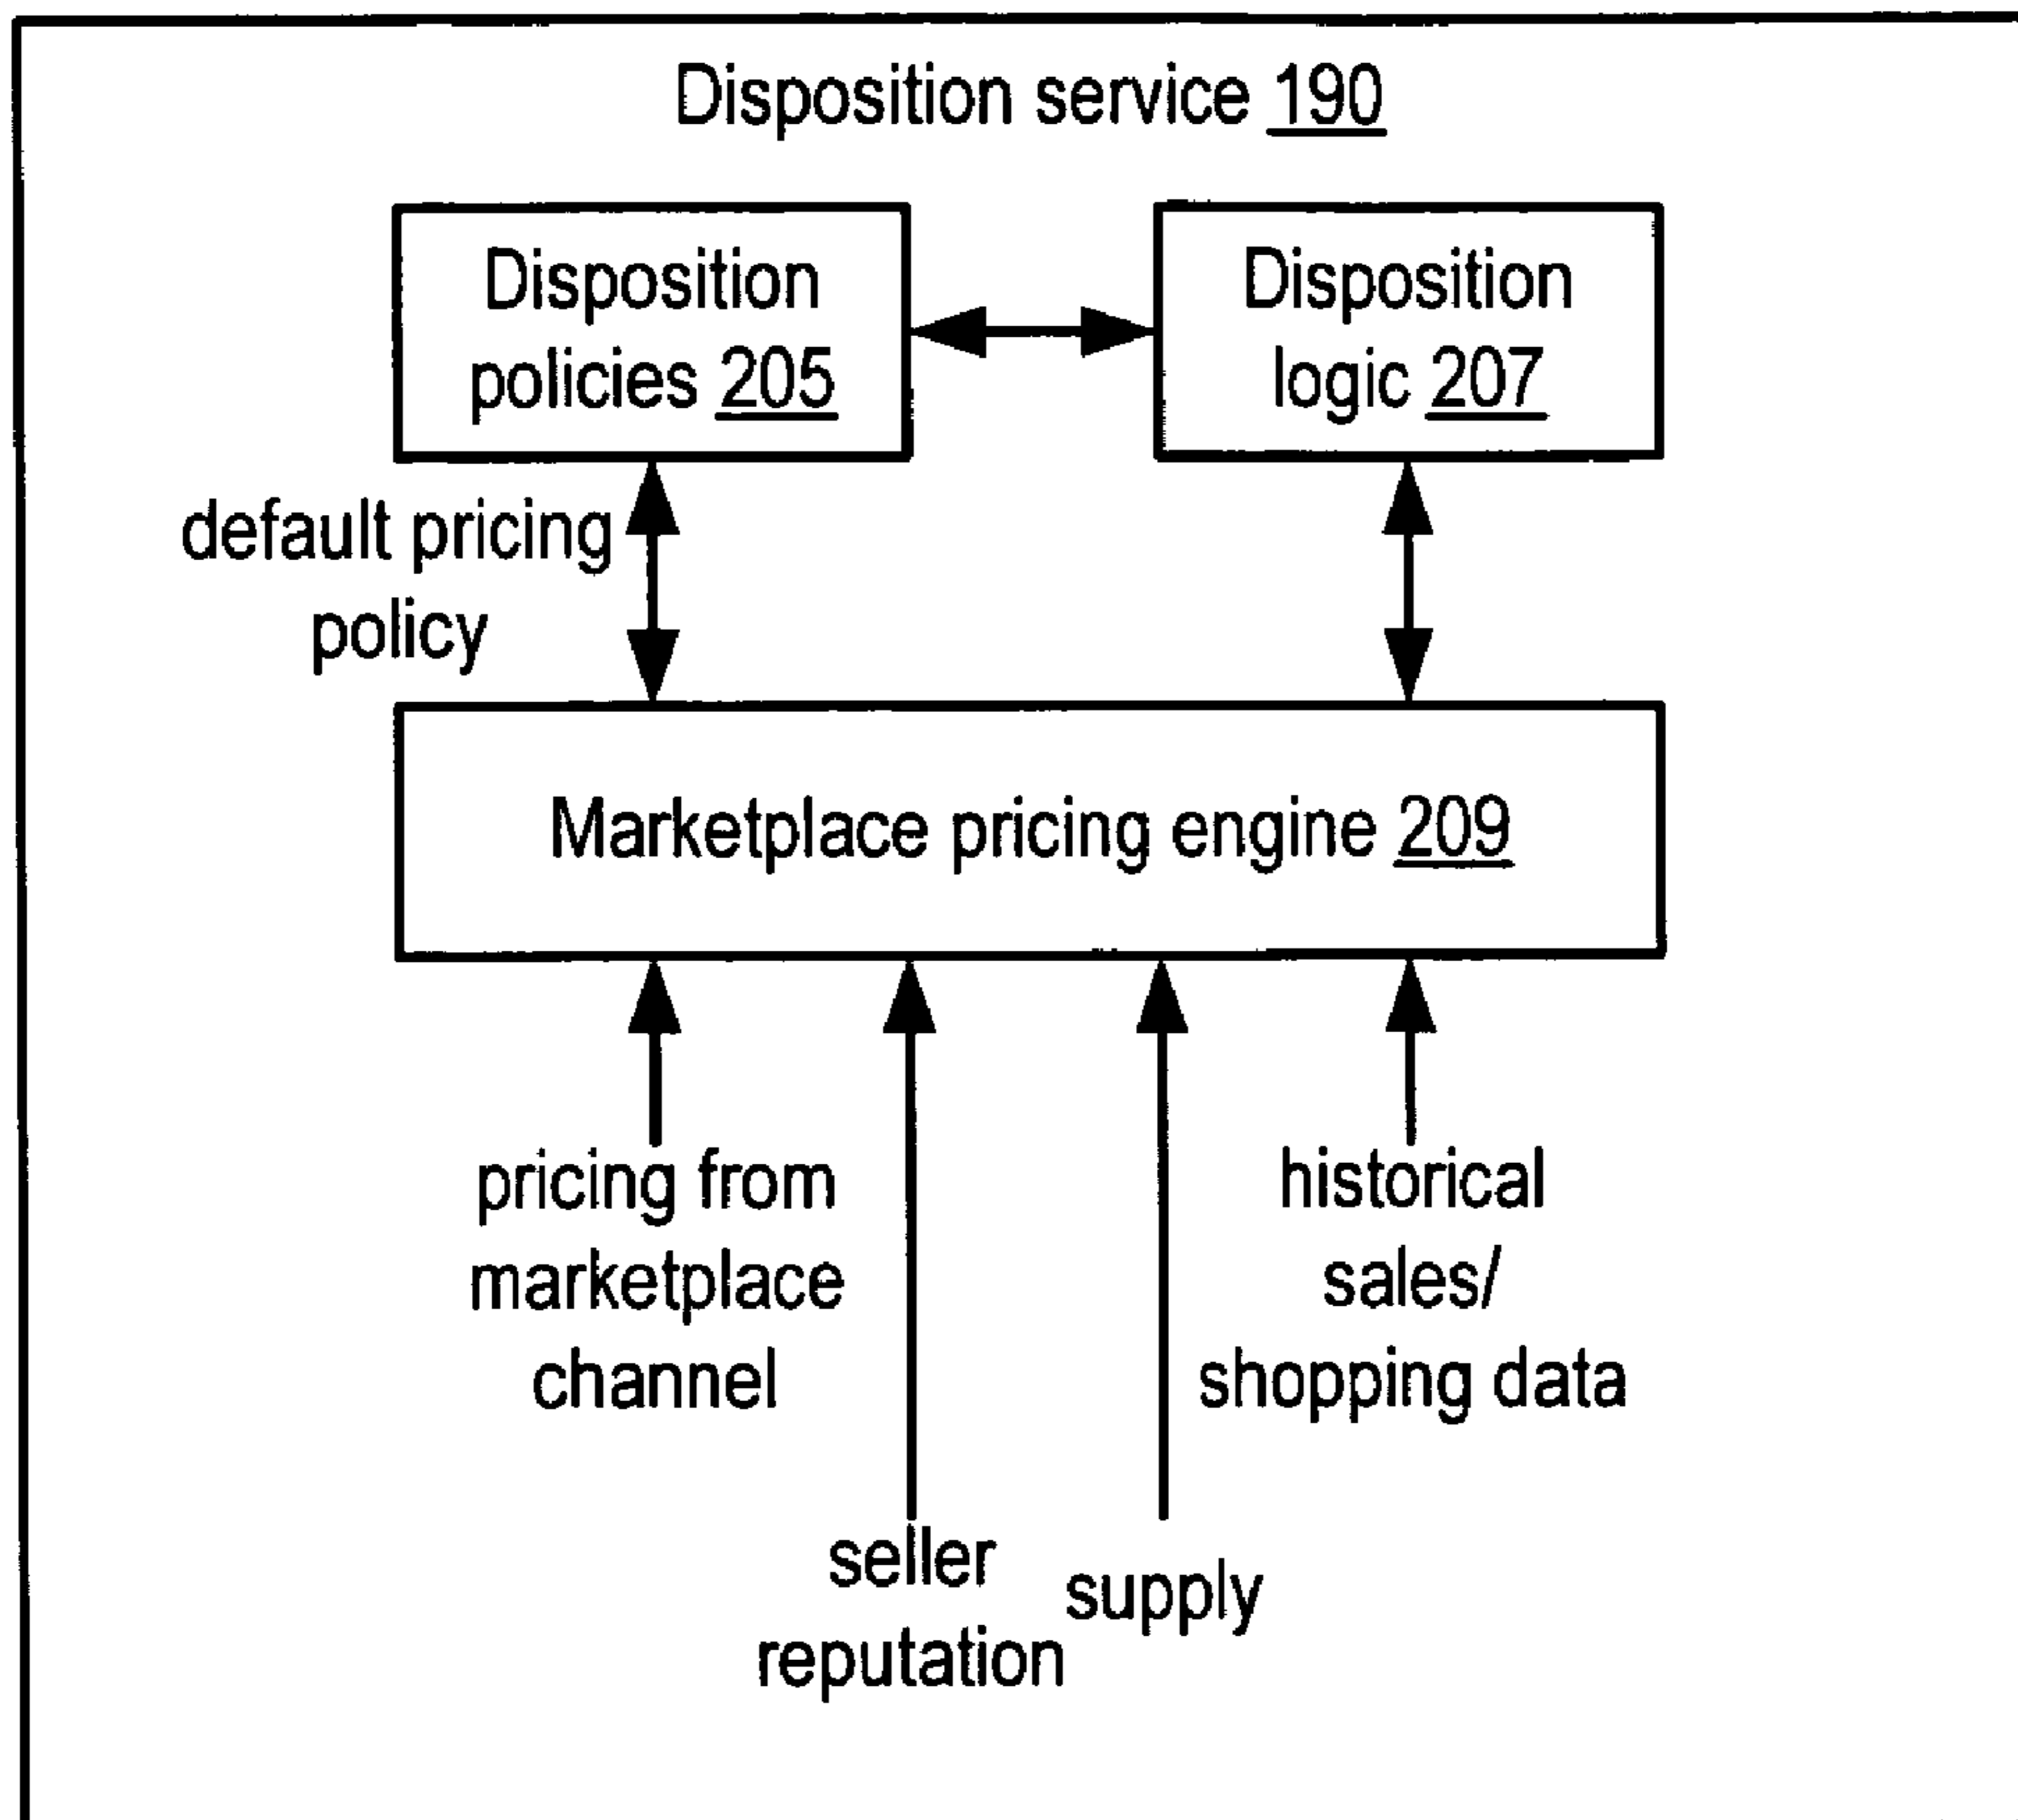 Disposition service 190
Disposition
policies 205
Disposition
logic 207
default pricing
policy
Marketplace pricing engine 209
pricing from
marketplace
channel
seller
reputation
supply
historical
sales/
shopping data